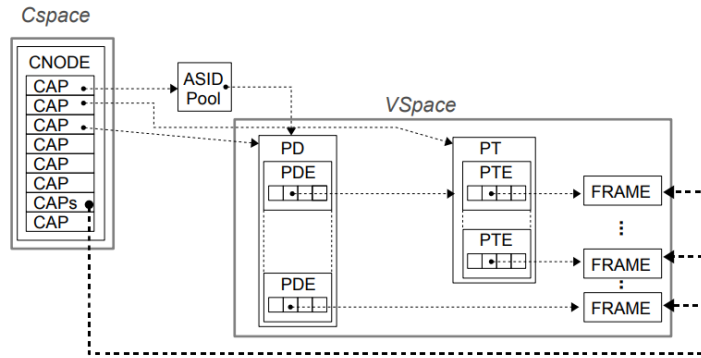 Cspace
CNODE
CAP
CAP
CAP
CAP
CAP
CAP
CAPs
CAP
ASID
Pool
VSpace
PD
PDE
PDE
PT
PTE
PTE
FRAME
FRAME
FRAME